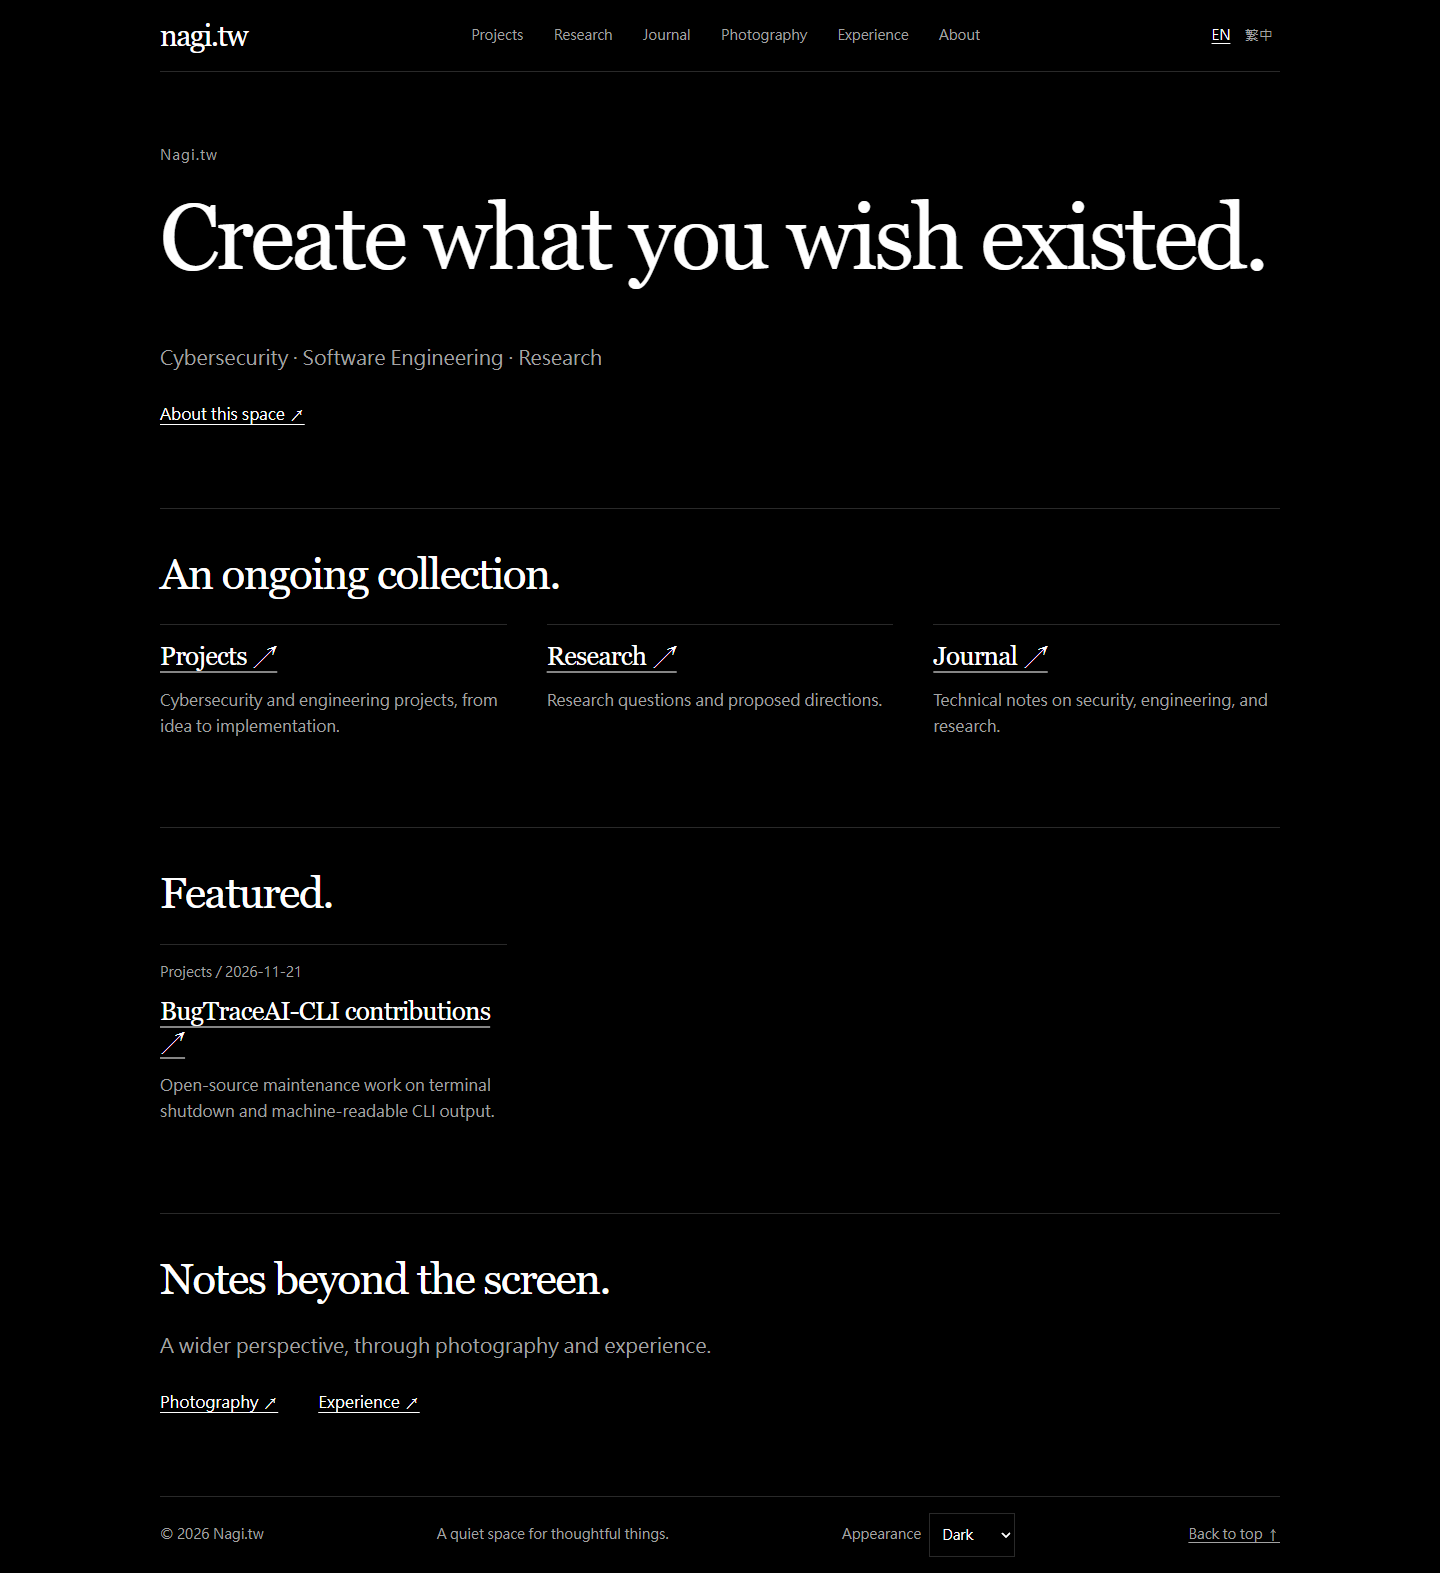 nagi.tw
Projects Research Journal Photography Experience About
EN 繁中
Nagi.tw
Create what you wish existed.
Cybersecurity · Software Engineering · Research
About this space ↗
An ongoing collection.
Projects ↗
Cybersecurity and engineering projects, from
idea to implementation.
Research ↗
Research questions and proposed directions.
Journal ↗
Technical notes on security, engineering, and
research.
Featured.
Projects / 2026-11-21
BugTraceAI-CLI contributions
↗
Open-source maintenance work on terminal
shutdown and machine-readable CLI output.
Notes beyond the screen.
A wider perspective, through photography and experience.
Photography ↗ Experience ↗
© 2026 Nagi.tw
A quiet space for thoughtful things.
Appearance Dark
Back to top ↑